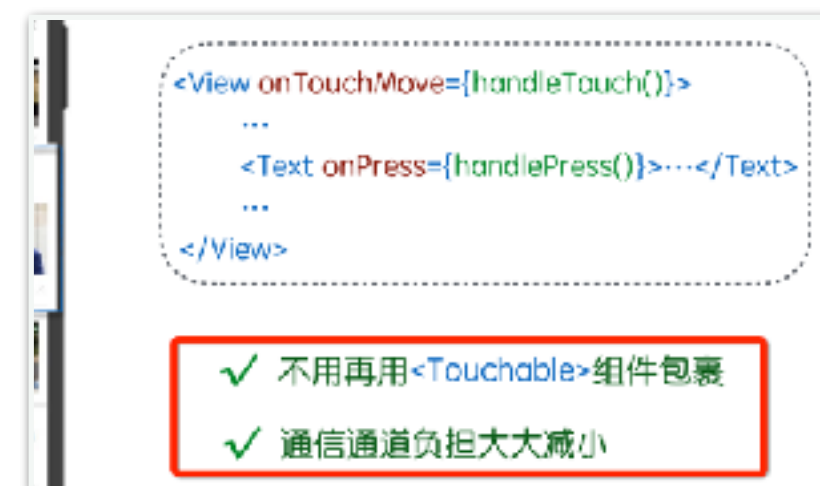 <View onTouchMove={handleTouch()}>
...
<Text onPress={handlePress()}>...</Text>
...
</View>
√ 不用再用<Touchable>组件包裹
√ 通信通道负担大大减小